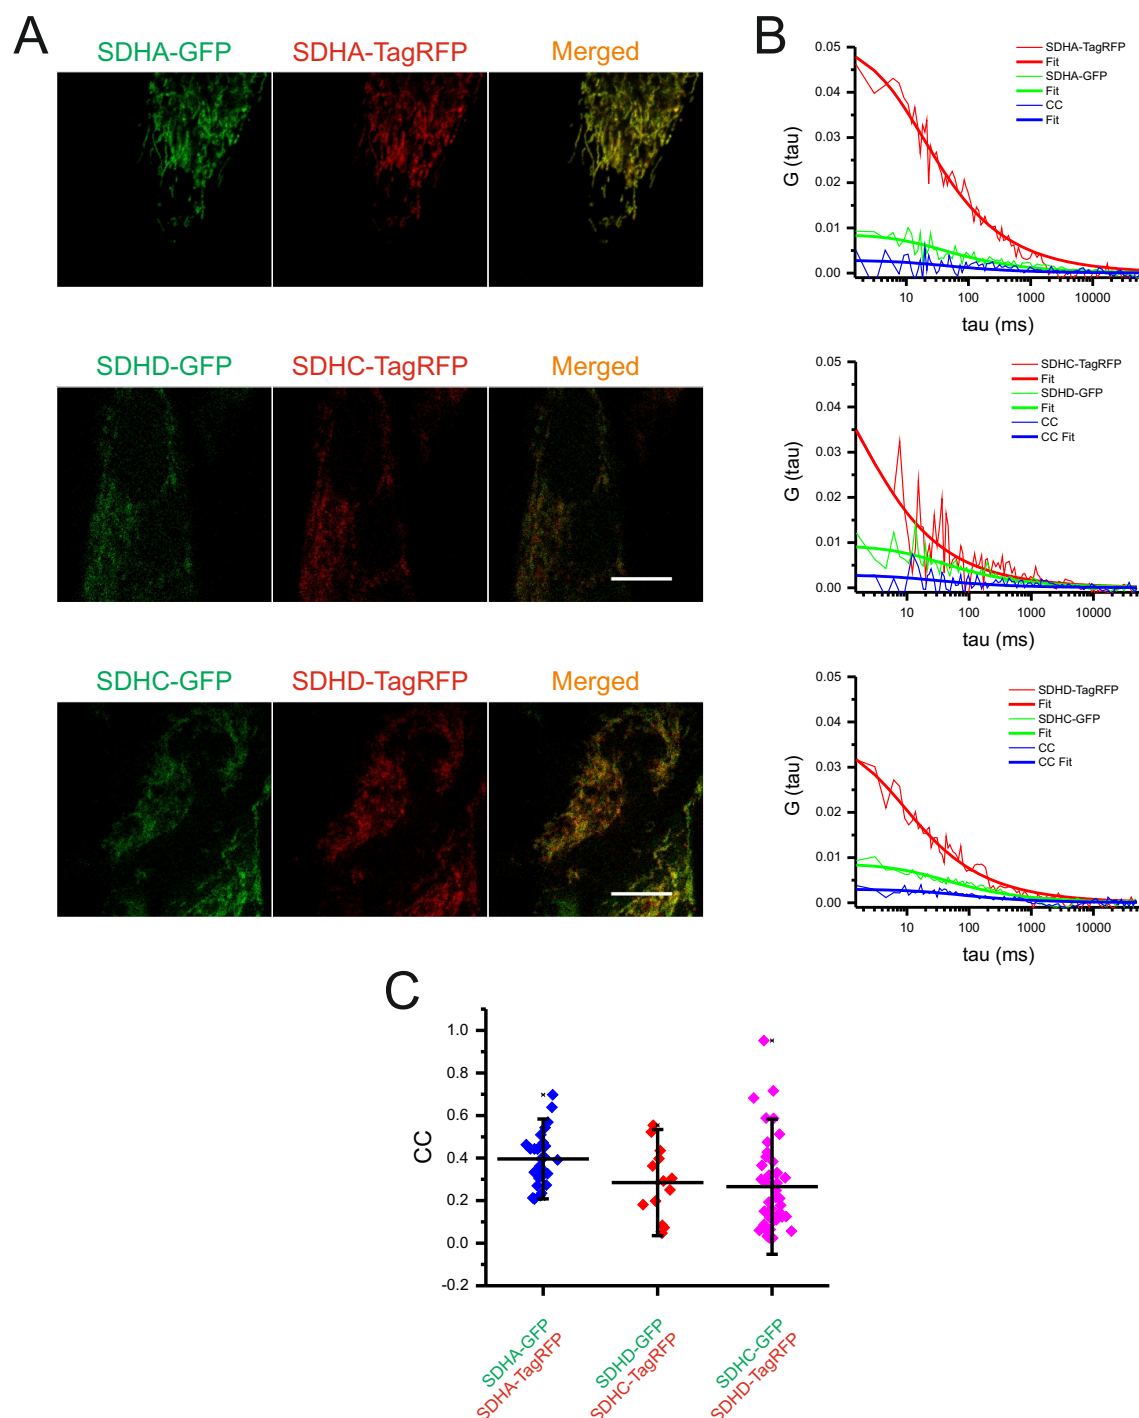 A
SDHA-GFP SDHA-TagRFP Merged
SDHD-GFP SDHC-TagRFP Merged
SDHC-GFP SDHD-TagRFP Merged
B
0.05
0.04
0.03
0.02
0.01
0.00
G (tau)
SDHA-TagRFP
Fit
SDHA-GFP
Fit
CC
Fit
10 100 1000 10000
tau (ms)
0.05
0.04
0.03
0.02
0.01
0.00
G (tau)
SDHC-TagRFP
Fit
SDHD-GFP
Fit
CC
CC Fit
10 100 1000 10000
tau (ms)
0.05
0.04
0.03
0.02
0.01
0.00
G (tau)
SDHD-TagRFP
Fit
SDHC-GFP
Fit
CC
CC Fit
10 100 1000 10000
tau (ms)
C
1.0
0.8
0.6
0.4
0.2
0.0
-0.2
CC
SDHA-GFP
SDHA-TagRFP
SDHD-GFP
SDHC-TagRFP
SDHC-GFP
SDHD-TagRFP